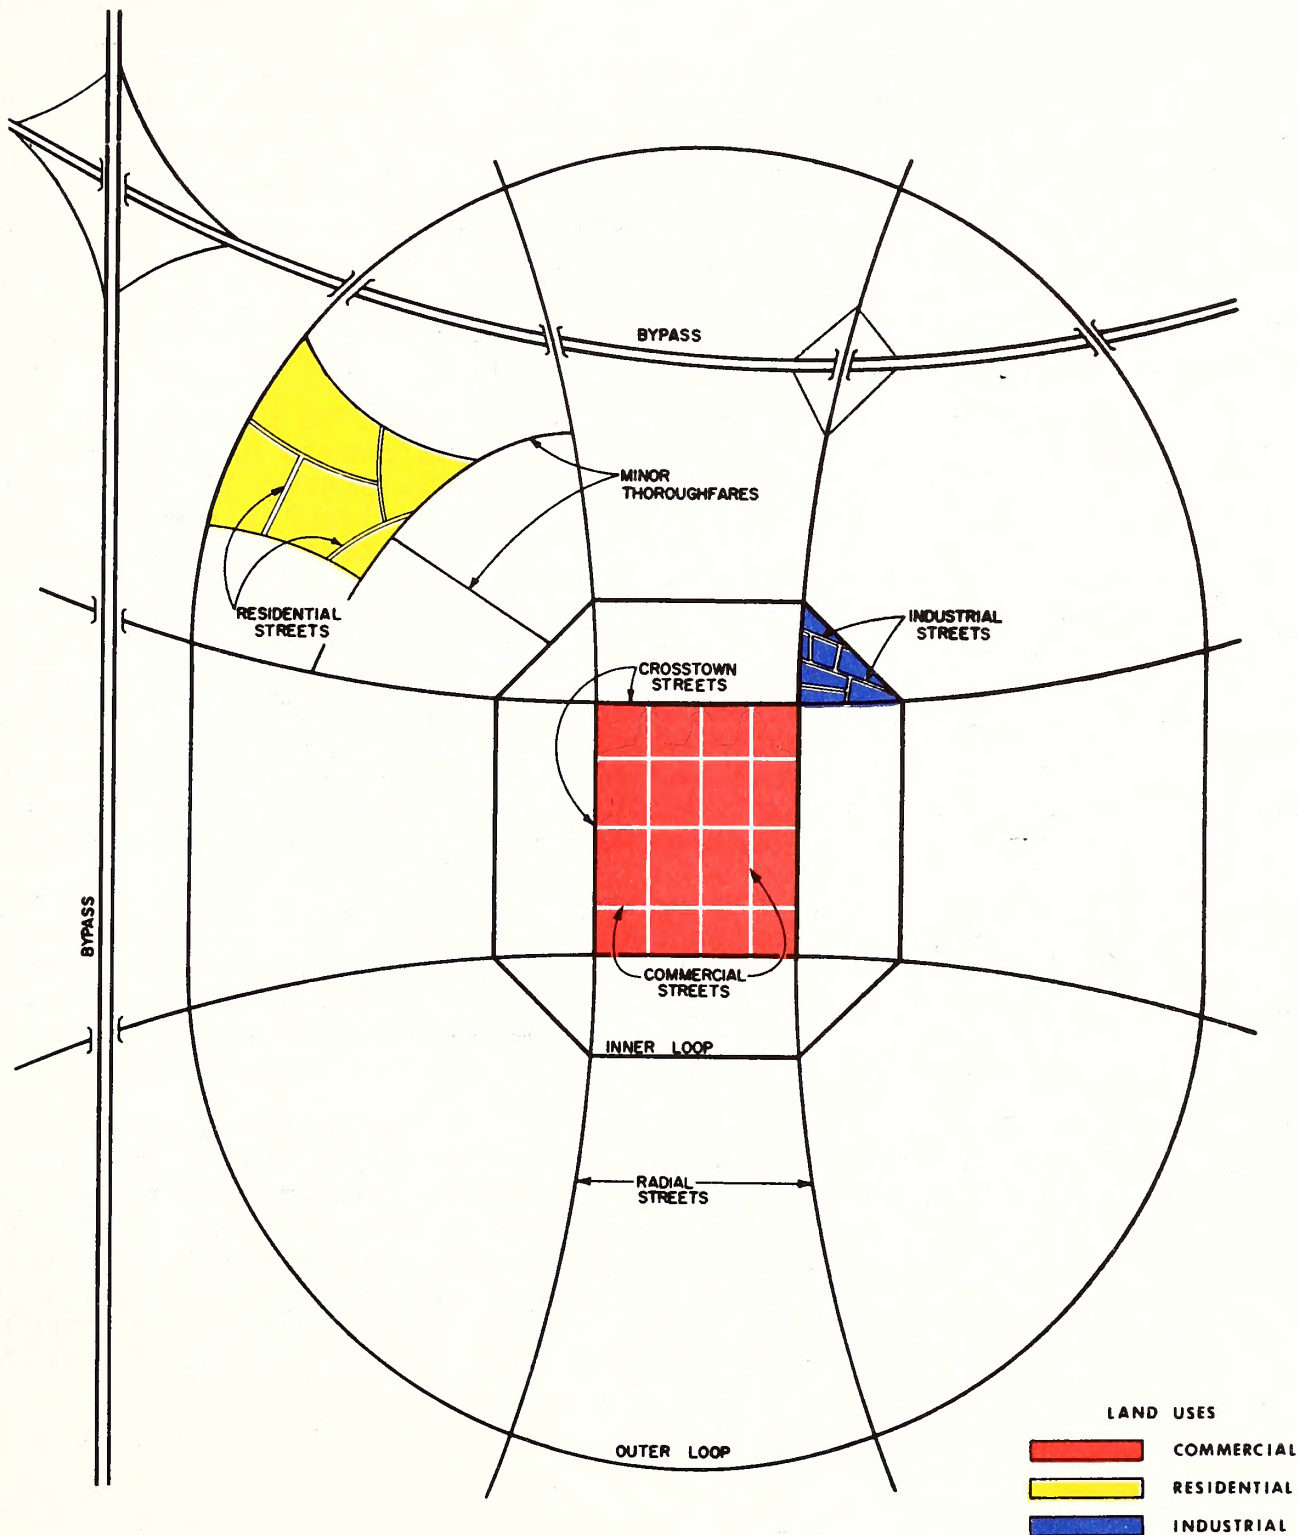 BYPASS
MINOR
THOROUGHFARES
RESIDENTIAL
STREETS
INDUSTRIAL
STREETS
CROSSTOWN
STREETS
BYPASS
COMMERCIAL
STREETS
INNER LOOP
RADIAL
STREETS
OUTER LOOP
LAND USES
COMMERCIAL
RESIDENTIAL
INDUSTRIAL